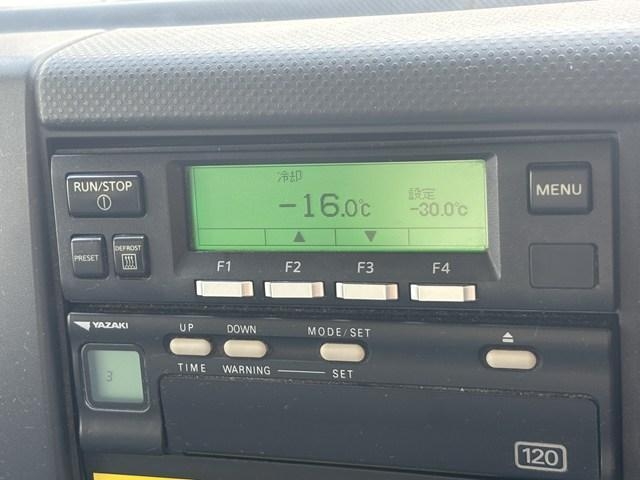 冷却
RUN/STOP
-16.0℃
設定
-30.0℃
MENU
▲ ▼
PRESET
DEFROST
F1 F2 F3 F4
YAZAKI
UP DOWN MODE/SET
3
TIME WARNING SET
120